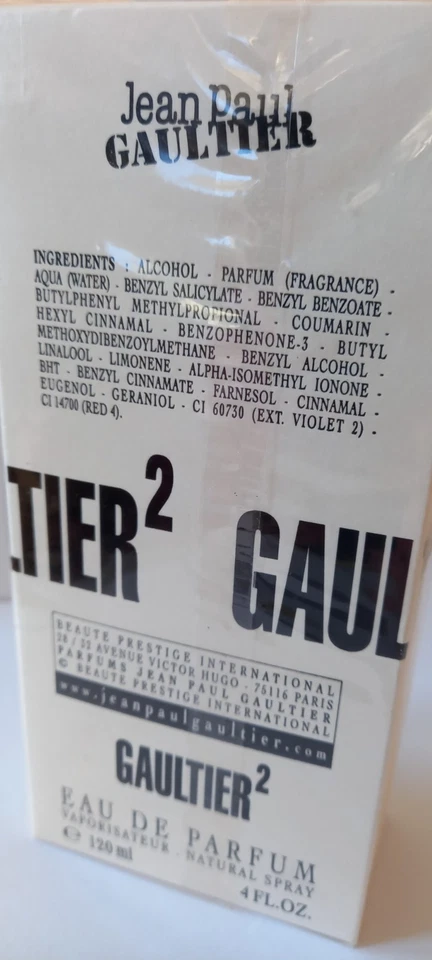 Jean Paul
GAULTIER
INGREDIENTS : ALCOHOL - PARFUM (FRAGRANCE) -
AQUA (WATER) - BENZYL SALICYLATE - BENZYL BENZOATE -
BUTYLPHENYL METHYLPROPIONAL - COUMARIN -
HEXYL CINNAMAL - BENZOPHENONE-3 - BUTYL
METHOXYDIBENZOYLMETHANE - BENZYL ALCOHOL -
LINALOOL - LIMONENE - ALPHA-ISOMETHYL IONONE -
BHT - BENZYL CINNAMATE - FARNESOL - CINNAMAL -
EUGENOL - GERANIOL - CI 60730 (EXT. VIOLET 2) -
CI 14700 (RED 4).
LTIER² GAUL
BEAUTE PRESTIGE INTERNATIONAL
28 / 32 AVENUE VICTOR HUGO - 75116 PARIS
PARFUMS JEAN PAUL GAULTIER
© BEAUTE PRESTIGE INTERNATIONAL
www.jeanpaulgaultier.com
GAULTIER²
EAU DE PARFUM
VAPORISATEUR - NATURAL SPRAY
℮ 120 ml 4 FL.OZ.